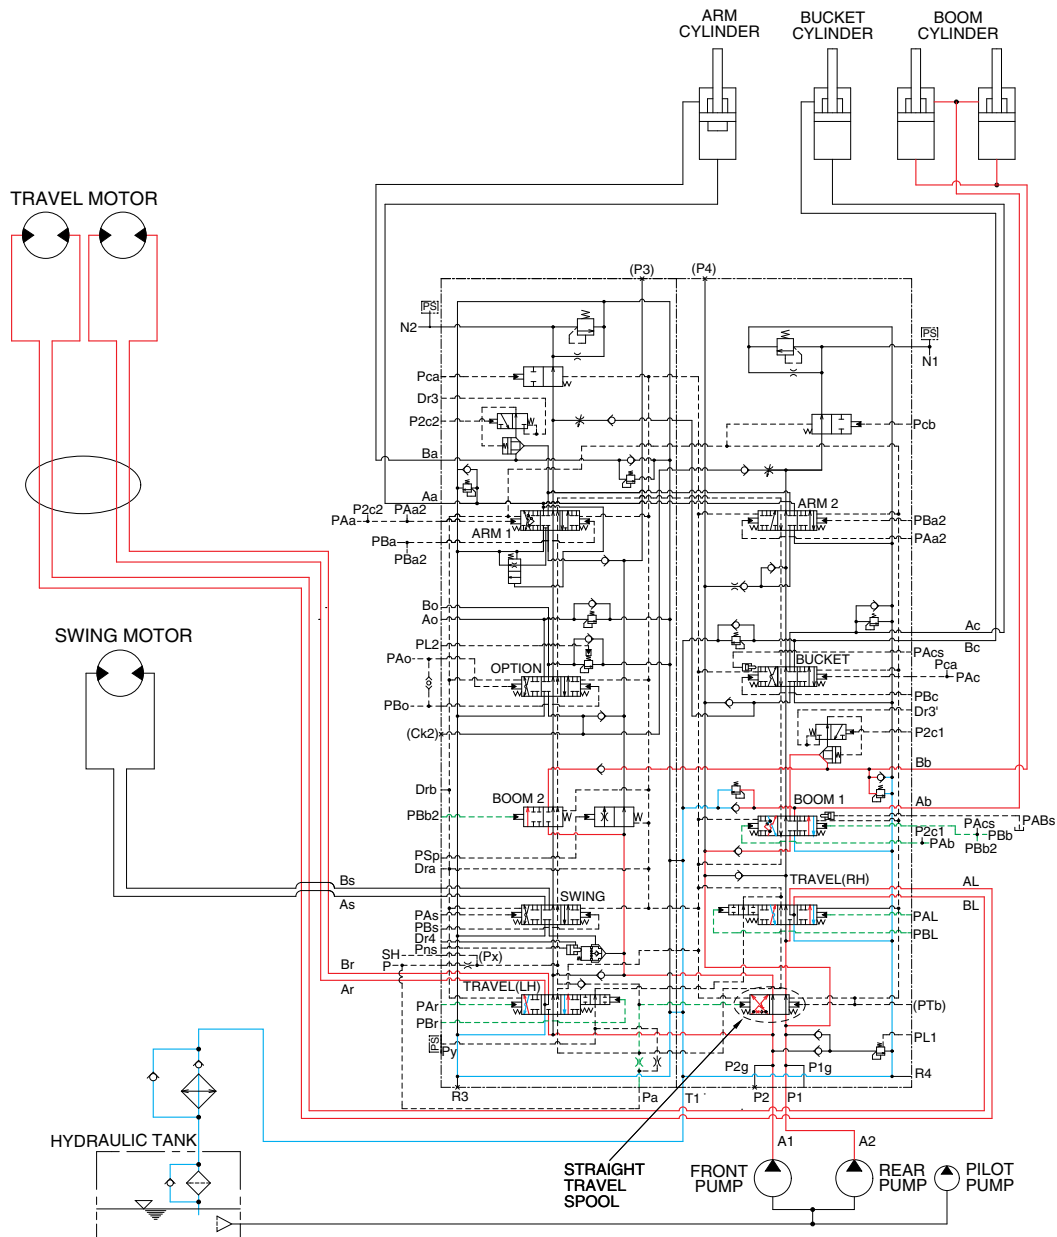 ARM
CYLINDER
BUCKET
CYLINDER
BOOM
CYLINDER
TRAVEL MOTOR
(P3)
(P4)
[PS]
N2
[PS]
N1
Pca
Dr3
P2c2
Pcb
Ba
Aa
P2c2
PAa2
PAa
ARM 1
ARM 2
PBa2
PAa2
PBa
PBa2
Bo
Ao
PL2
PAo
OPTION
PBo
(Ck2)
Ac
Bc
PAcs
Pca
PAc
BUCKET
PBc
Dr3'
P2c1
SWING MOTOR
Bb
Ab
Drb
PBb2
BOOM 2
BOOM 1
PAcs
PABs
P2c1
PBb
PAb
PBb2
PSp
Dra
TRAVEL(RH)
AL
BL
PAL
PBL
Bs
As
SWING
PAs
PBs
Dr4
Pns
SH
P
(Px)
Br
Ar
TRAVEL(LH)
PAr
PBr
[PS]
Py
(PTb)
PL1
P2g
P1g
R4
R3
Pa
T1
P2
P1
A1
A2
HYDRAULIC TANK
STRAIGHT
TRAVEL
SPOOL
FRONT
PUMP
REAR
PUMP
PILOT
PUMP